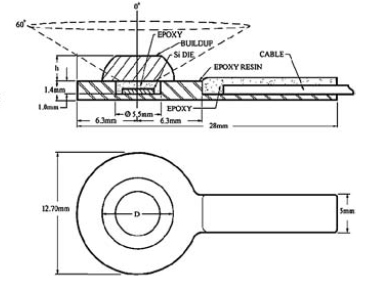 0°
60°
EPOXY
BUILDUP
Si DIE
CABLE
EPOXY RESIN
h
1.4mm
1.0mm
EPOXY
Ø 5.5mm
6.3mm
6.3mm
28mm
12.70mm
D
5mm